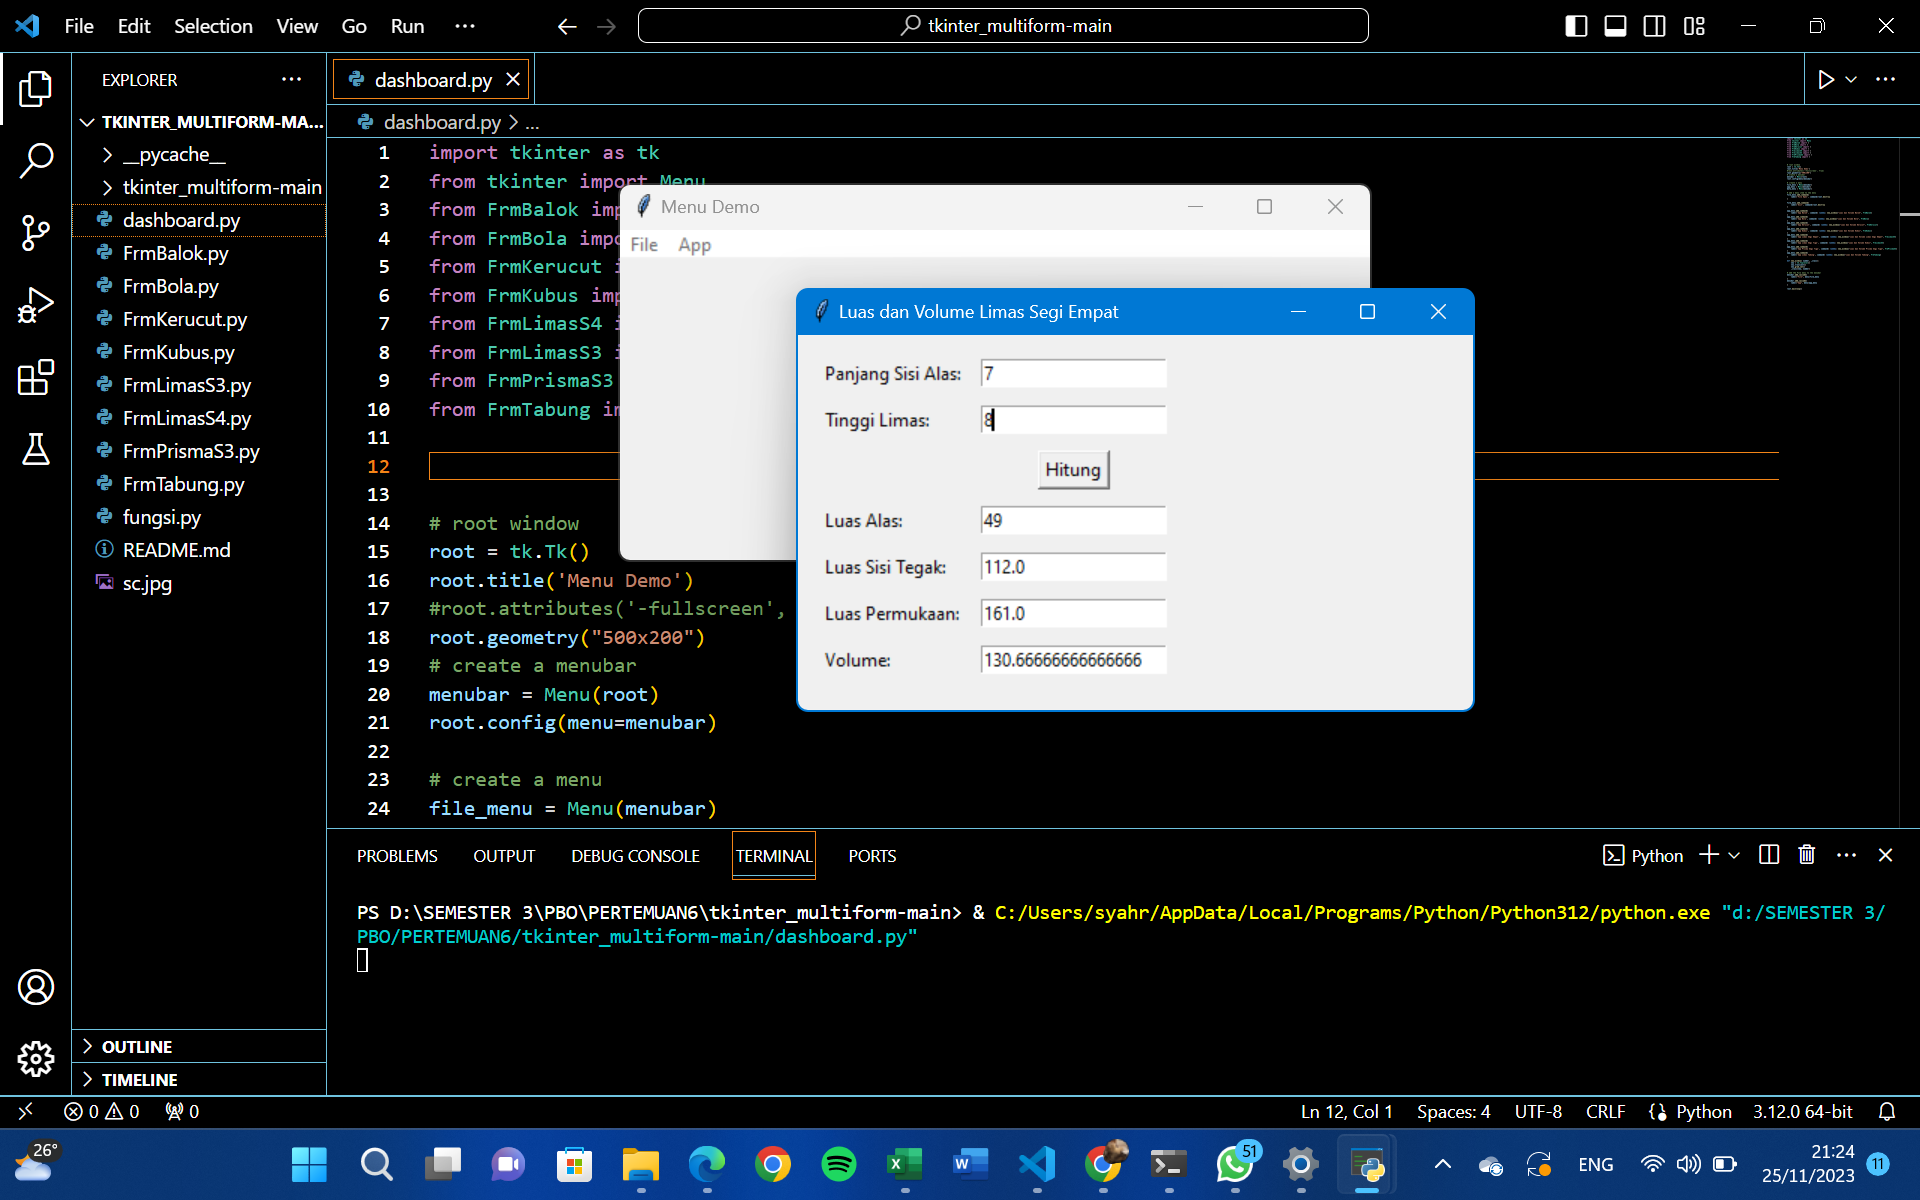 File Edit Selection View Go Run ...
tkinter_multiform-main
EXPLORER
TKINTER_MULTIFORM-MA...
__pycache__
tkinter_multiform-main
dashboard.py
FrmBalok.py
FrmBola.py
FrmKerucut.py
FrmKubus.py
FrmLimasS3.py
FrmLimasS4.py
FrmPrismaS3.py
FrmTabung.py
fungsi.py
README.md
sc.jpg
OUTLINE
TIMELINE
dashboard.py
dashboard.py > ...
1 import tkinter as tk
2 from tkinter import Menu
3 from FrmBalok imp
4 from FrmBola impo
5 from FrmKerucut i
6 from FrmKubus imp
7 from FrmLimasS4 i
8 from FrmLimasS3 i
9 from FrmPrismaS3
10 from FrmTabung im
11
12
13
14 # root window
15 root = tk.Tk()
16 root.title('Menu Demo')
17 #root.attributes('-fullscreen',
18 root.geometry("500x200")
19 # create a menubar
20 menubar = Menu(root)
21 root.config(menu=menubar)
22
23 # create a menu
24 file_menu = Menu(menubar)
Menu Demo
File App
Luas dan Volume Limas Segi Empat
Panjang Sisi Alas: 7
Tinggi Limas: 8
Hitung
Luas Alas: 49
Luas Sisi Tegak: 112.0
Luas Permukaan: 161.0
Volume: 130.66666666666666
PROBLEMS OUTPUT DEBUG CONSOLE TERMINAL PORTS
Python
PS D:\SEMESTER 3\PBO\PERTEMUAN6\tkinter_multiform-main> & C:/Users/syahr/AppData/Local/Programs/Python/Python312/python.exe "d:/SEMESTER 3/
PBO/PERTEMUAN6/tkinter_multiform-main/dashboard.py"
0 0 0
Ln 12, Col 1 Spaces: 4 UTF-8 CRLF Python 3.12.0 64-bit
26°
51
ENG
21:24
25/11/2023
11